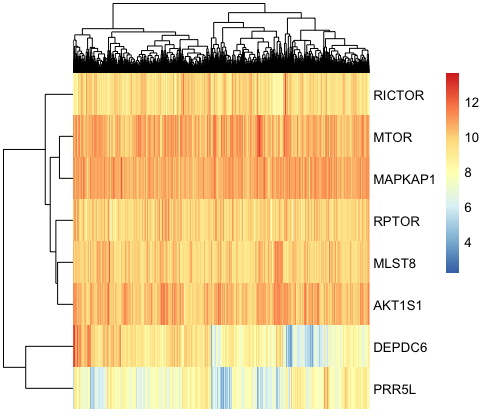 RICTOR
MTOR
MAPKAP1
RPTOR
MLST8
AKT1S1
DEPDC6
PRR5L
12
10
8
6
4